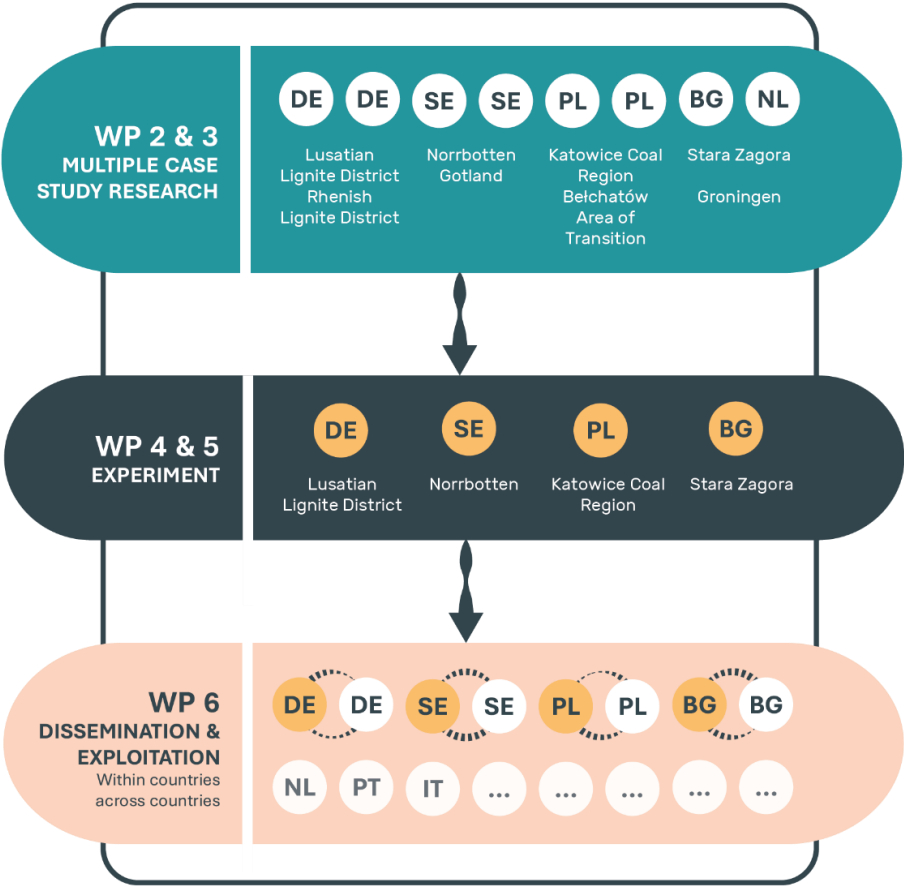 WP 2 & 3
MULTIPLE CASE
STUDY RESEARCH
DE DE SE SE PL PL BG NL
Lusatian
Lignite District
Rhenish
Lignite District
Norrbotten
Gotland
Katowice Coal
Region
Bełchatów
Area of
Transition
Stara Zagora
Groningen
WP 4 & 5
EXPERIMENT
DE SE PL BG
Lusatian
Lignite District
Norrbotten
Katowice Coal
Region
Stara Zagora
WP 6
DISSEMINATION &
EXPLOITATION
Within countries
across countries
DE DE SE SE PL PL BG BG
NL PT IT ... ... ... ... ...